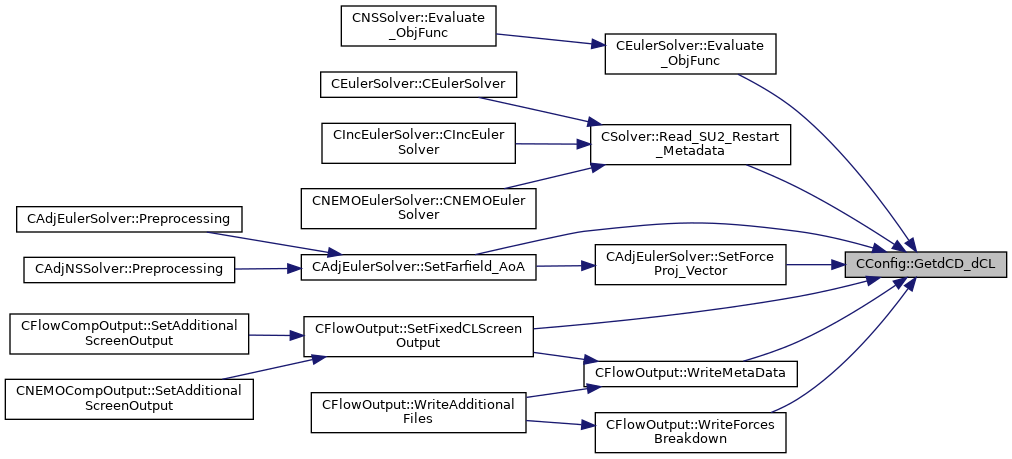 CNSSolver::Evaluate
_ObjFunc
CEulerSolver::Evaluate
_ObjFunc
CEulerSolver::CEulerSolver
CIncEulerSolver::CIncEuler
Solver
CSolver::Read_SU2_Restart
_Metadata
CNEMOEulerSolver::CNEMOEuler
Solver
CAdjEulerSolver::Preprocessing
CAdjNSSolver::Preprocessing
CAdjEulerSolver::SetFarfield_AoA
CAdjEulerSolver::SetForce
Proj_Vector
CConfig::GetdCD_dCL
CFlowCompOutput::SetAdditional
ScreenOutput
CFlowOutput::SetFixedCLScreen
Output
CFlowOutput::WriteMetaData
CNEMOCompOutput::SetAdditional
ScreenOutput
CFlowOutput::WriteAdditional
Files
CFlowOutput::WriteForces
Breakdown